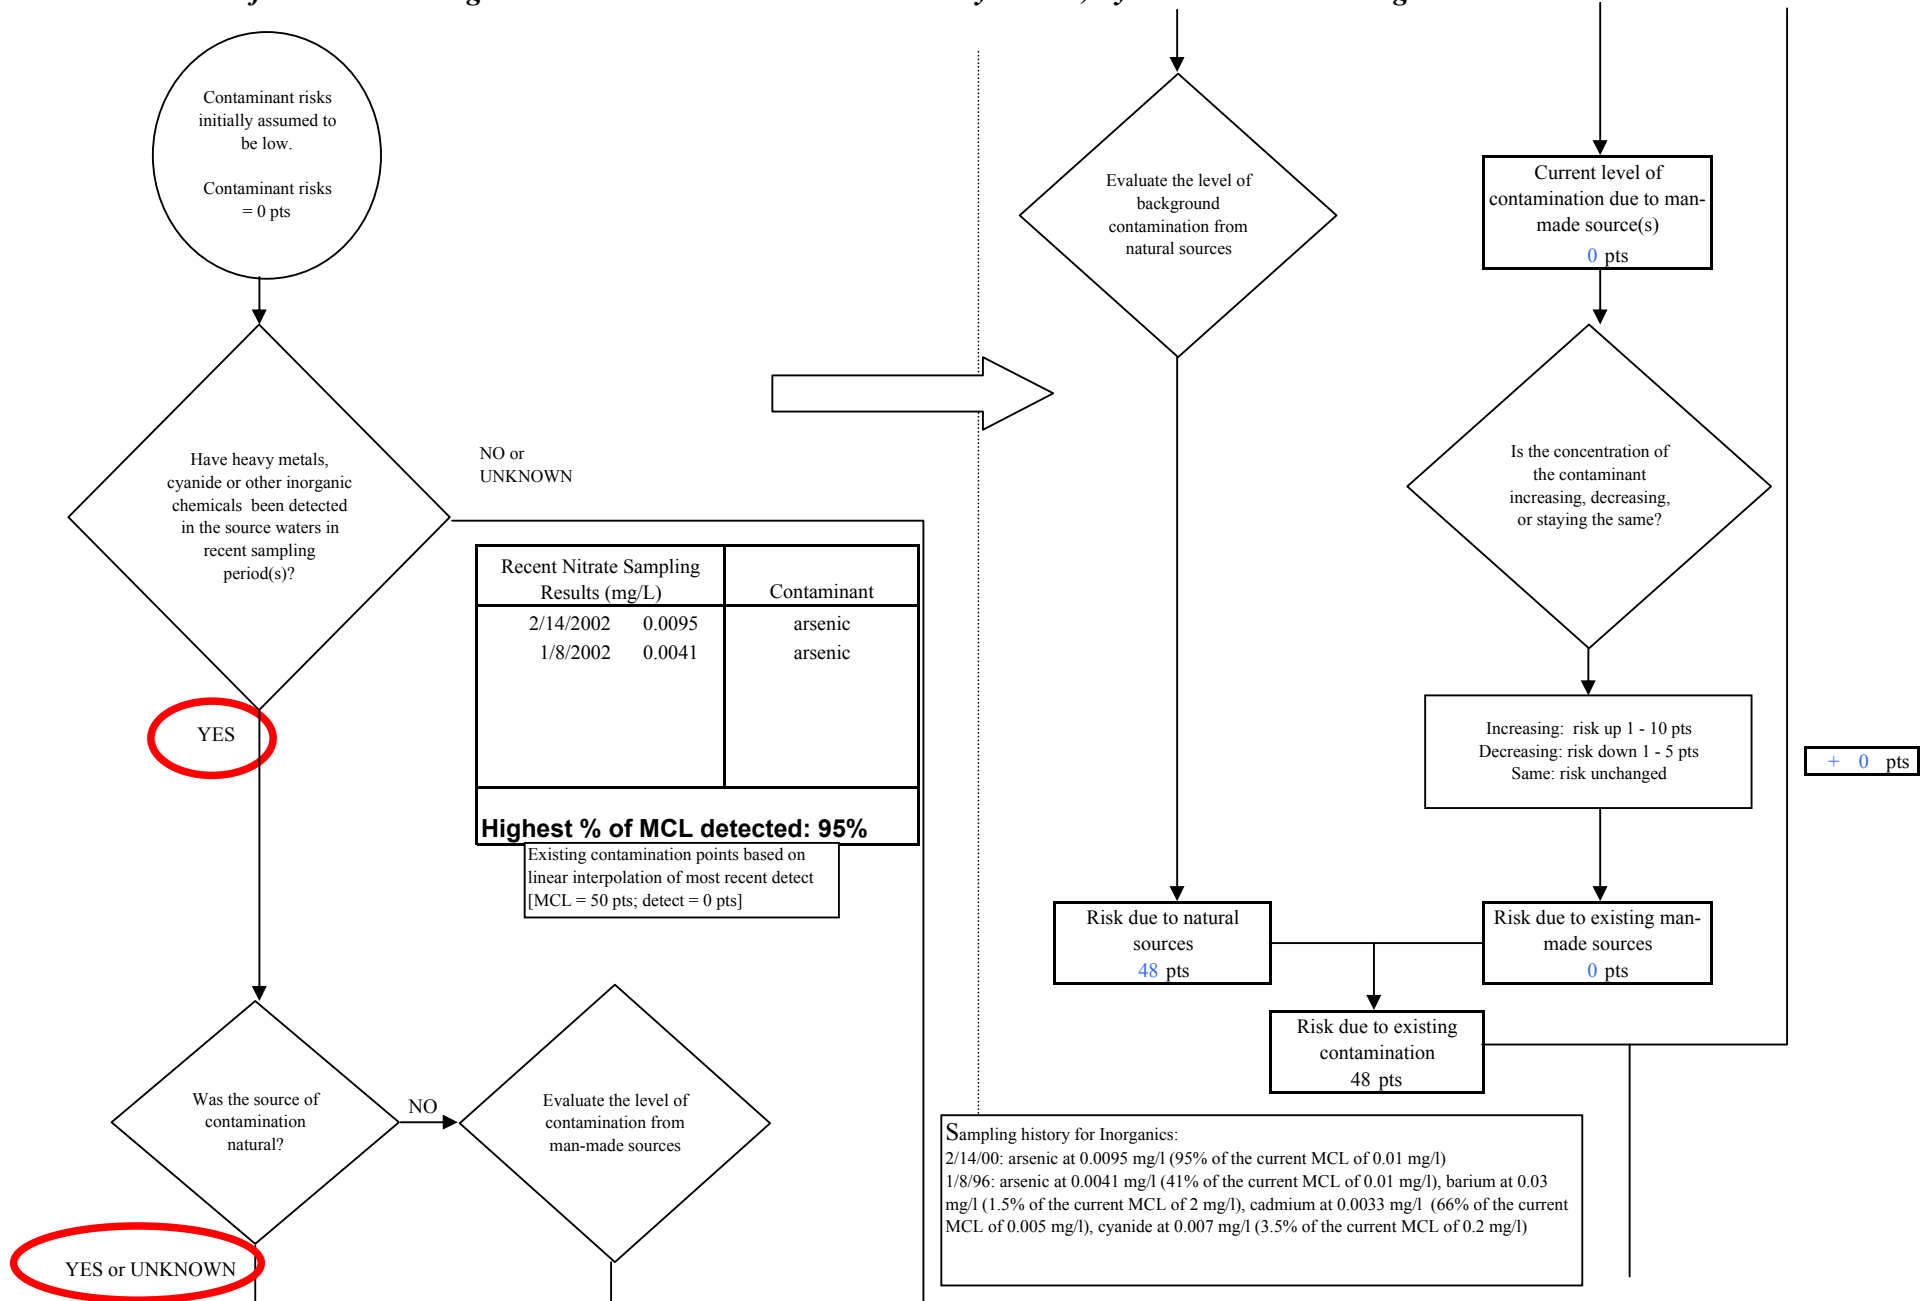 Contaminant risks
initially assumed to
be low.
Contaminant risks
= 0 pts
Have heavy metals,
cyanide or other inorganic
chemicals been detected
in the source waters in
recent sampling
period(s)?
NO or
UNKNOWN
YES
Recent Nitrate Sampling
Results (mg/L)
Contaminant
2/14/2002 0.0095 arsenic
1/8/2002 0.0041 arsenic
Highest % of MCL detected: 95%
Existing contamination points based on
linear interpolation of most recent detect
[MCL = 50 pts; detect = 0 pts]
Was the source of
contamination
natural?
NO
Evaluate the level of
contamination from
man-made sources
YES or UNKNOWN
Evaluate the level of
background
contamination from
natural sources
Current level of
contamination due to man-
made source(s)
0 pts
Is the concentration of
the contaminant
increasing, decreasing,
or staying the same?
Increasing: risk up 1 - 10 pts
Decreasing: risk down 1 - 5 pts
Same: risk unchanged
+ 0 pts
Risk due to natural
sources
48 pts
Risk due to existing man-
made sources
0 pts
Risk due to existing
contamination
48 pts
Sampling history for Inorganics:
2/14/00: arsenic at 0.0095 mg/l (95% of the current MCL of 0.01 mg/l)
1/8/96: arsenic at 0.0041 mg/l (41% of the current MCL of 0.01 mg/l), barium at 0.03
mg/l (1.5% of the current MCL of 2 mg/l), cadmium at 0.0033 mg/l (66% of the current
MCL of 0.005 mg/l), cyanide at 0.007 mg/l (3.5% of the current MCL of 0.2 mg/l)